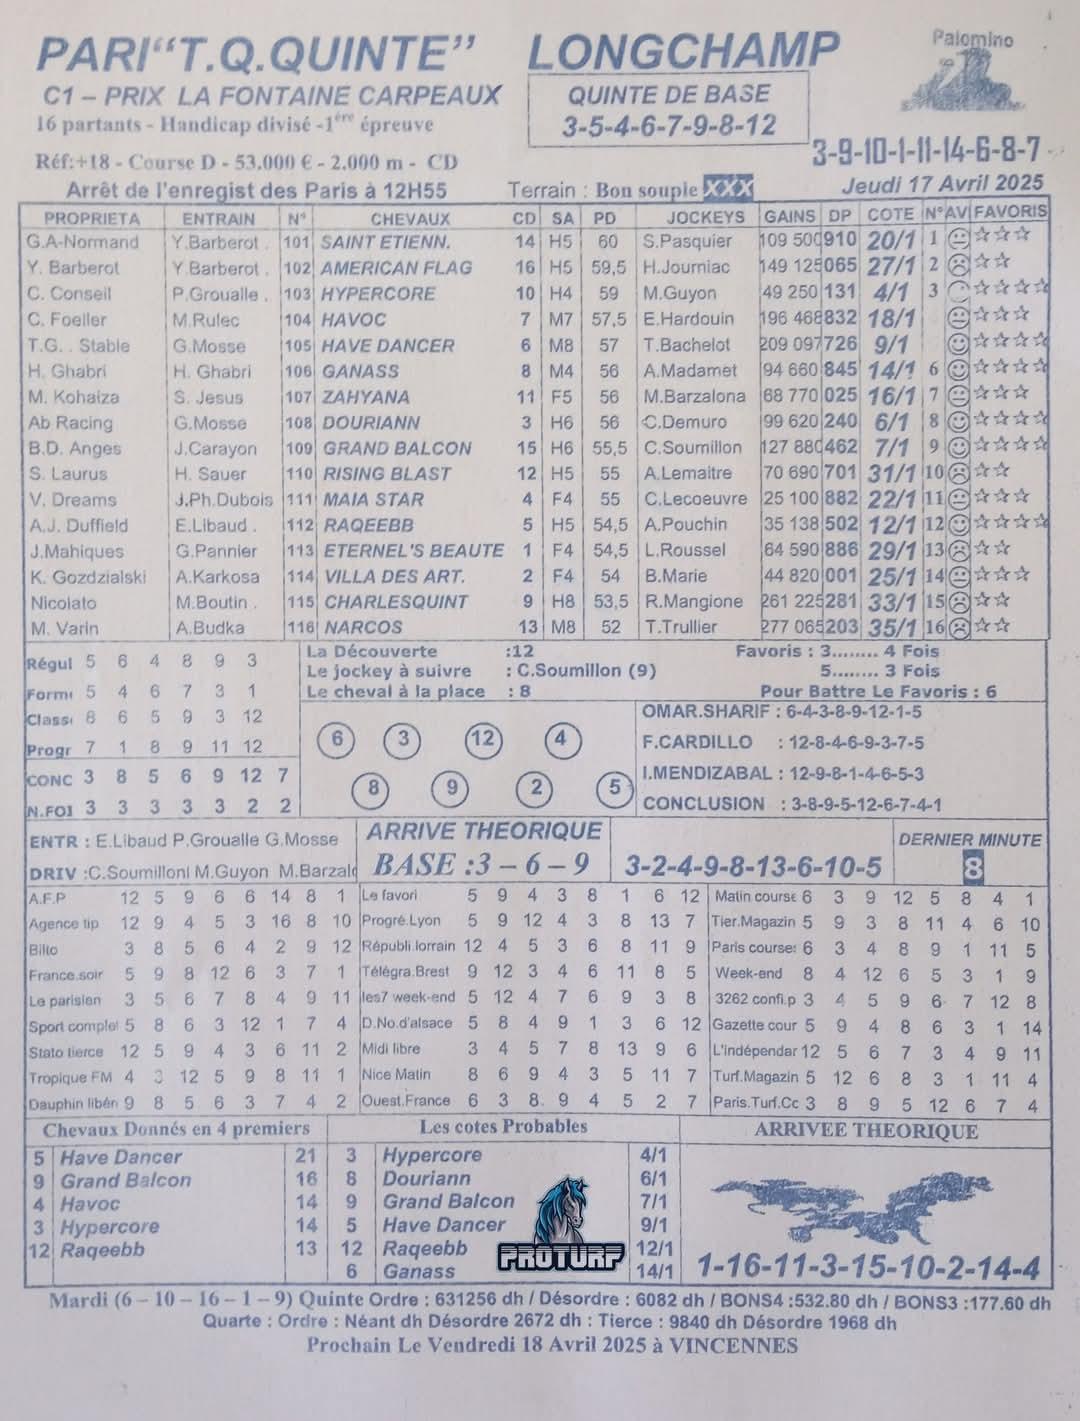 PARI“T.Q.QUINTE” LONGCHAMP
Palomino
C1 – PRIX LA FONTAINE CARPEAUX
QUINTE DE BASE
3-5-4-6-7-9-8-12
16 partants - Handicap divisé -1ère épreuve
Réf:+18 - Course D - 53.000 € - 2.000 m - CD
3-9-10-1-11-14-6-8-7
Arrêt de l'enregist des Paris à 12H55 Terrain : Bon souple XXX Jeudi 17 Avril 2025
PROPRIETA ENTRAIN N° CHEVAUX CD SA PD JOCKEYS GAINS DP COTE N° AV FAVORIS
G.A-Normand Y.Barberot . 101 SAINT ETIENN. 14 H5 60 S.Pasquier 109 500 910 20/1 1 ☆☆☆
Y. Barberot Y.Barberot . 102 AMERICAN FLAG 16 H5 59,5 H.Journiac 149 125 065 27/1 2 ☆☆
C. Conseil P.Groualle . 103 HYPERCORE 10 H4 59 M.Guyon 49 250 131 4/1 3 ☆☆☆☆
C. Foeller M.Rulec 104 HAVOC 7 M7 57,5 E.Hardouin 196 468 832 18/1 ☆☆☆
T.G. . Stable G.Mosse 105 HAVE DANCER 6 M8 57 T.Bachelot 209 097 726 9/1 ☆☆☆☆
H. Ghabri H. Ghabri 106 GANASS 8 M4 56 A.Madamet 94 660 845 14/1 6 ☆☆☆☆
M. Kohaiza S. Jesus 107 ZAHYANA 11 F5 56 M.Barzalona 68 770 025 16/1 7 ☆☆☆
Ab Racing G.Mosse 108 DOURIANN 3 H6 56 C.Demuro 99 620 240 6/1 8 ☆☆☆☆
B.D. Anges J.Carayon 109 GRAND BALCON 15 H6 55,5 C.Soumillon 127 880 462 7/1 9 ☆☆☆☆
S. Laurus H. Sauer 110 RISING BLAST 12 H5 55 A.Lemaitre 70 690 701 31/1 10 ☆☆
V. Dreams J.Ph.Dubois 111 MAIA STAR 4 F4 55 C.Lecoeuvre 25 100 882 22/1 11 ☆☆☆
A.J. Duffield E.Libaud . 112 RAQEEBB 5 H5 54,5 A.Pouchin 35 138 502 12/1 12 ☆☆☆☆
J.Mahiques G.Pannier 113 ETERNEL'S BEAUTE 1 F4 54,5 L.Roussel 64 590 886 29/1 13 ☆☆
K. Gozdzialski A.Karkosa 114 VILLA DES ART. 2 F4 54 B.Marie 44 820 001 25/1 14 ☆☆☆
Nicolato M.Boutin . 115 CHARLESQUINT 9 H8 53,5 R.Mangione 261 225 281 33/1 15 ☆☆
M. Varin A.Budka 116 NARCOS 13 M8 52 T.Trullier 277 065 203 35/1 16 ☆☆
Régul 5 6 4 8 9 3
Form 5 4 6 7 3 1
Class 8 6 5 9 3 12
Progr 7 1 8 9 11 12
CONC 3 8 5 6 9 12 7
N.FOI 3 3 3 3 3 2 2
La Découverte :12
Le jockey à suivre : C.Soumillon (9)
Le cheval à la place : 8
Favoris : 3........ 4 Fois
5........ 3 Fois
Pour Battre Le Favoris : 6
6 3 12 4
8 9 2 5
OMAR.SHARIF : 6-4-3-8-9-12-1-5
F.CARDILLO : 12-8-4-6-9-3-7-5
I.MENDIZABAL : 12-9-8-1-4-6-5-3
CONCLUSION : 3-8-9-5-12-6-7-4-1
ENTR : E.Libaud P.Groualle G.Mosse
DRIV :C.Soumillonl M.Guyon M.Barzal
ARRIVE THEORIQUE
BASE :3 – 6 – 9
3-2-4-9-8-13-6-10-5
DERNIER MINUTE
8
A.F.P 12 5 9 6 6 14 8 1 Le favori 5 9 4 3 8 1 6 12 Matin course 6 3 9 12 5 8 4 1
Agence tip 12 9 4 5 3 16 8 10 Progré.Lyon 5 9 12 4 3 8 13 7 Tier.Magazin 5 9 3 8 11 4 6 10
Bilto 3 8 5 6 4 2 9 12 Républi.lorrain 12 4 5 3 6 8 11 9 Paris course: 6 3 4 8 9 1 11 5
France.soir 5 9 8 12 6 3 7 1 Télégra.Brest 9 12 3 4 6 11 8 5 Week-end 8 4 12 6 5 3 1 9
Le parisien 3 5 6 7 8 4 9 11 les7 week-end 5 12 4 7 6 9 3 8 3262 confi.p 3 4 5 9 6 7 12 8
Sport complet 5 8 6 3 12 1 7 4 D.No.d'alsace 5 8 4 9 1 3 6 12 Gazette cour 5 9 4 8 6 3 1 14
Stato tierce 12 5 9 4 3 6 11 2 Midi libre 3 4 5 7 8 13 9 6 L'indépendar 12 5 6 7 3 4 9 11
Tropique FM 4 3 12 5 9 8 11 1 Nice Matin 8 6 9 4 3 5 11 7 Turf.Magazin 5 12 6 8 3 1 11 4
Dauphin libér 9 8 5 6 3 7 4 2 Ouest.France 6 3 8. 9 4 5 2 7 Paris.Turf.Cc 3 8 9 5 12 6 7 4
Chevaux Donnés en 4 premiers
5 Have Dancer 21
9 Grand Balcon 16
4 Havoc 14
3 Hypercore 14
12 Raqeebb 13
Les cotes Probables
3 Hypercore 4/1
8 Douriann 6/1
9 Grand Balcon 7/1
5 Have Dancer 9/1
12 Raqeebb 12/1
6 Ganass 14/1
PROTURF
ARRIVEE THEORIQUE
1-16-11-3-15-10-2-14-4
Mardi (6 – 10 – 16 – 1 – 9) Quinte Ordre : 631256 dh / Désordre : 6082 dh / BONS4 :532.80 dh / BONS3 :177.60 dh
Quarte : Ordre : Néant dh Désordre 2672 dh : Tierce : 9840 dh Désordre 1968 dh
Prochain Le Vendredi 18 Avril 2025 à VINCENNES